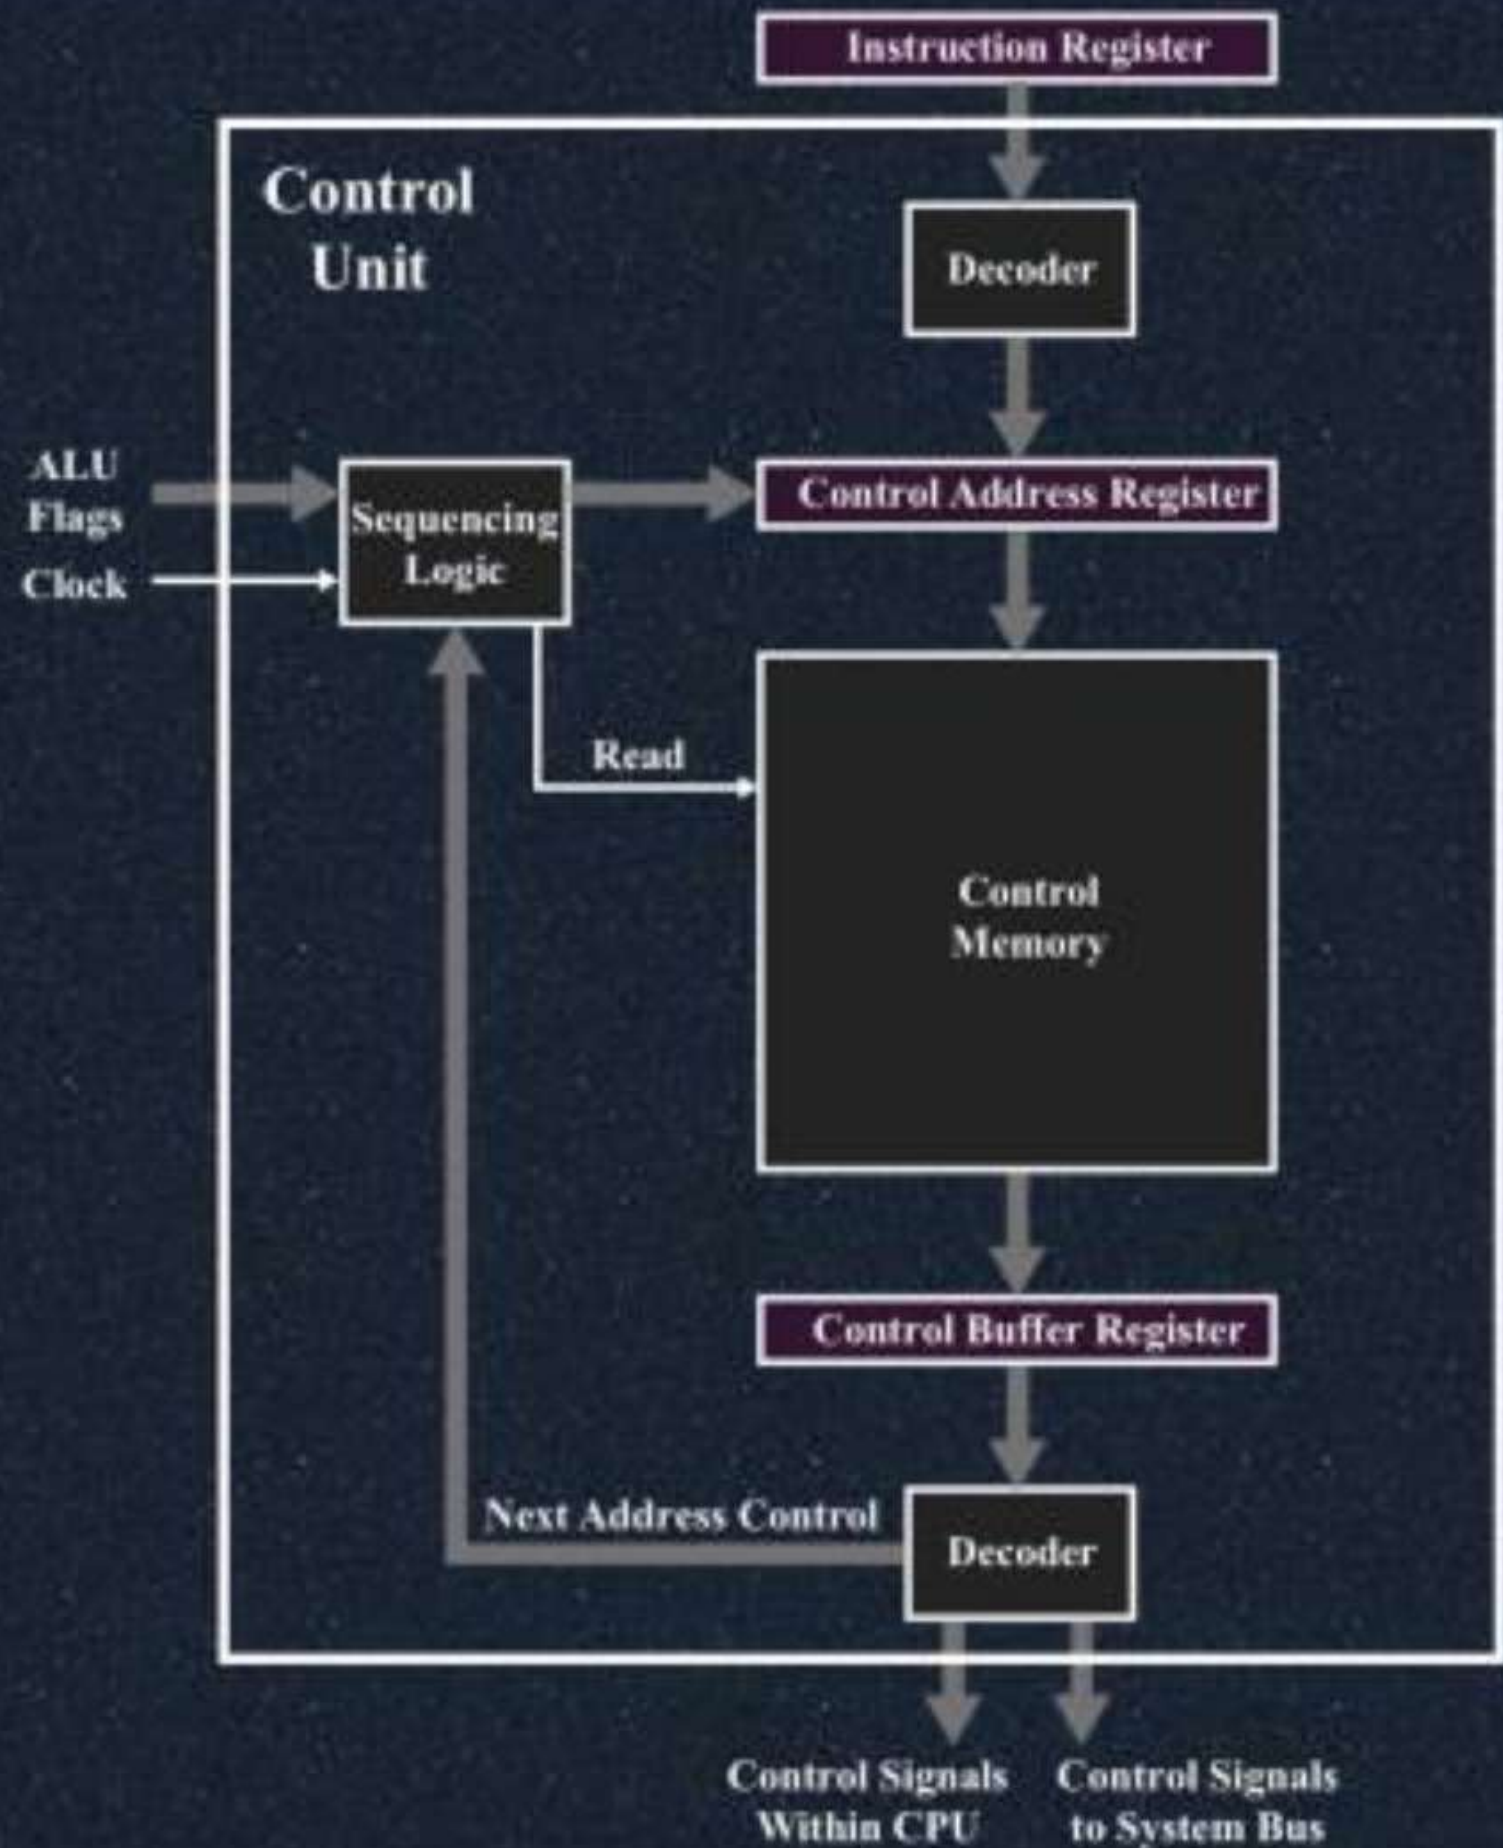 Instruction Register
Control
Unit
Decoder
ALU
Flags
Control Address Register
Sequencing
Logic
Clock
Read
Control
Memory
Control Buffer Register
Next Address Control
Decoder
Control Signals
Within CPU
Control Signals
to System Bus